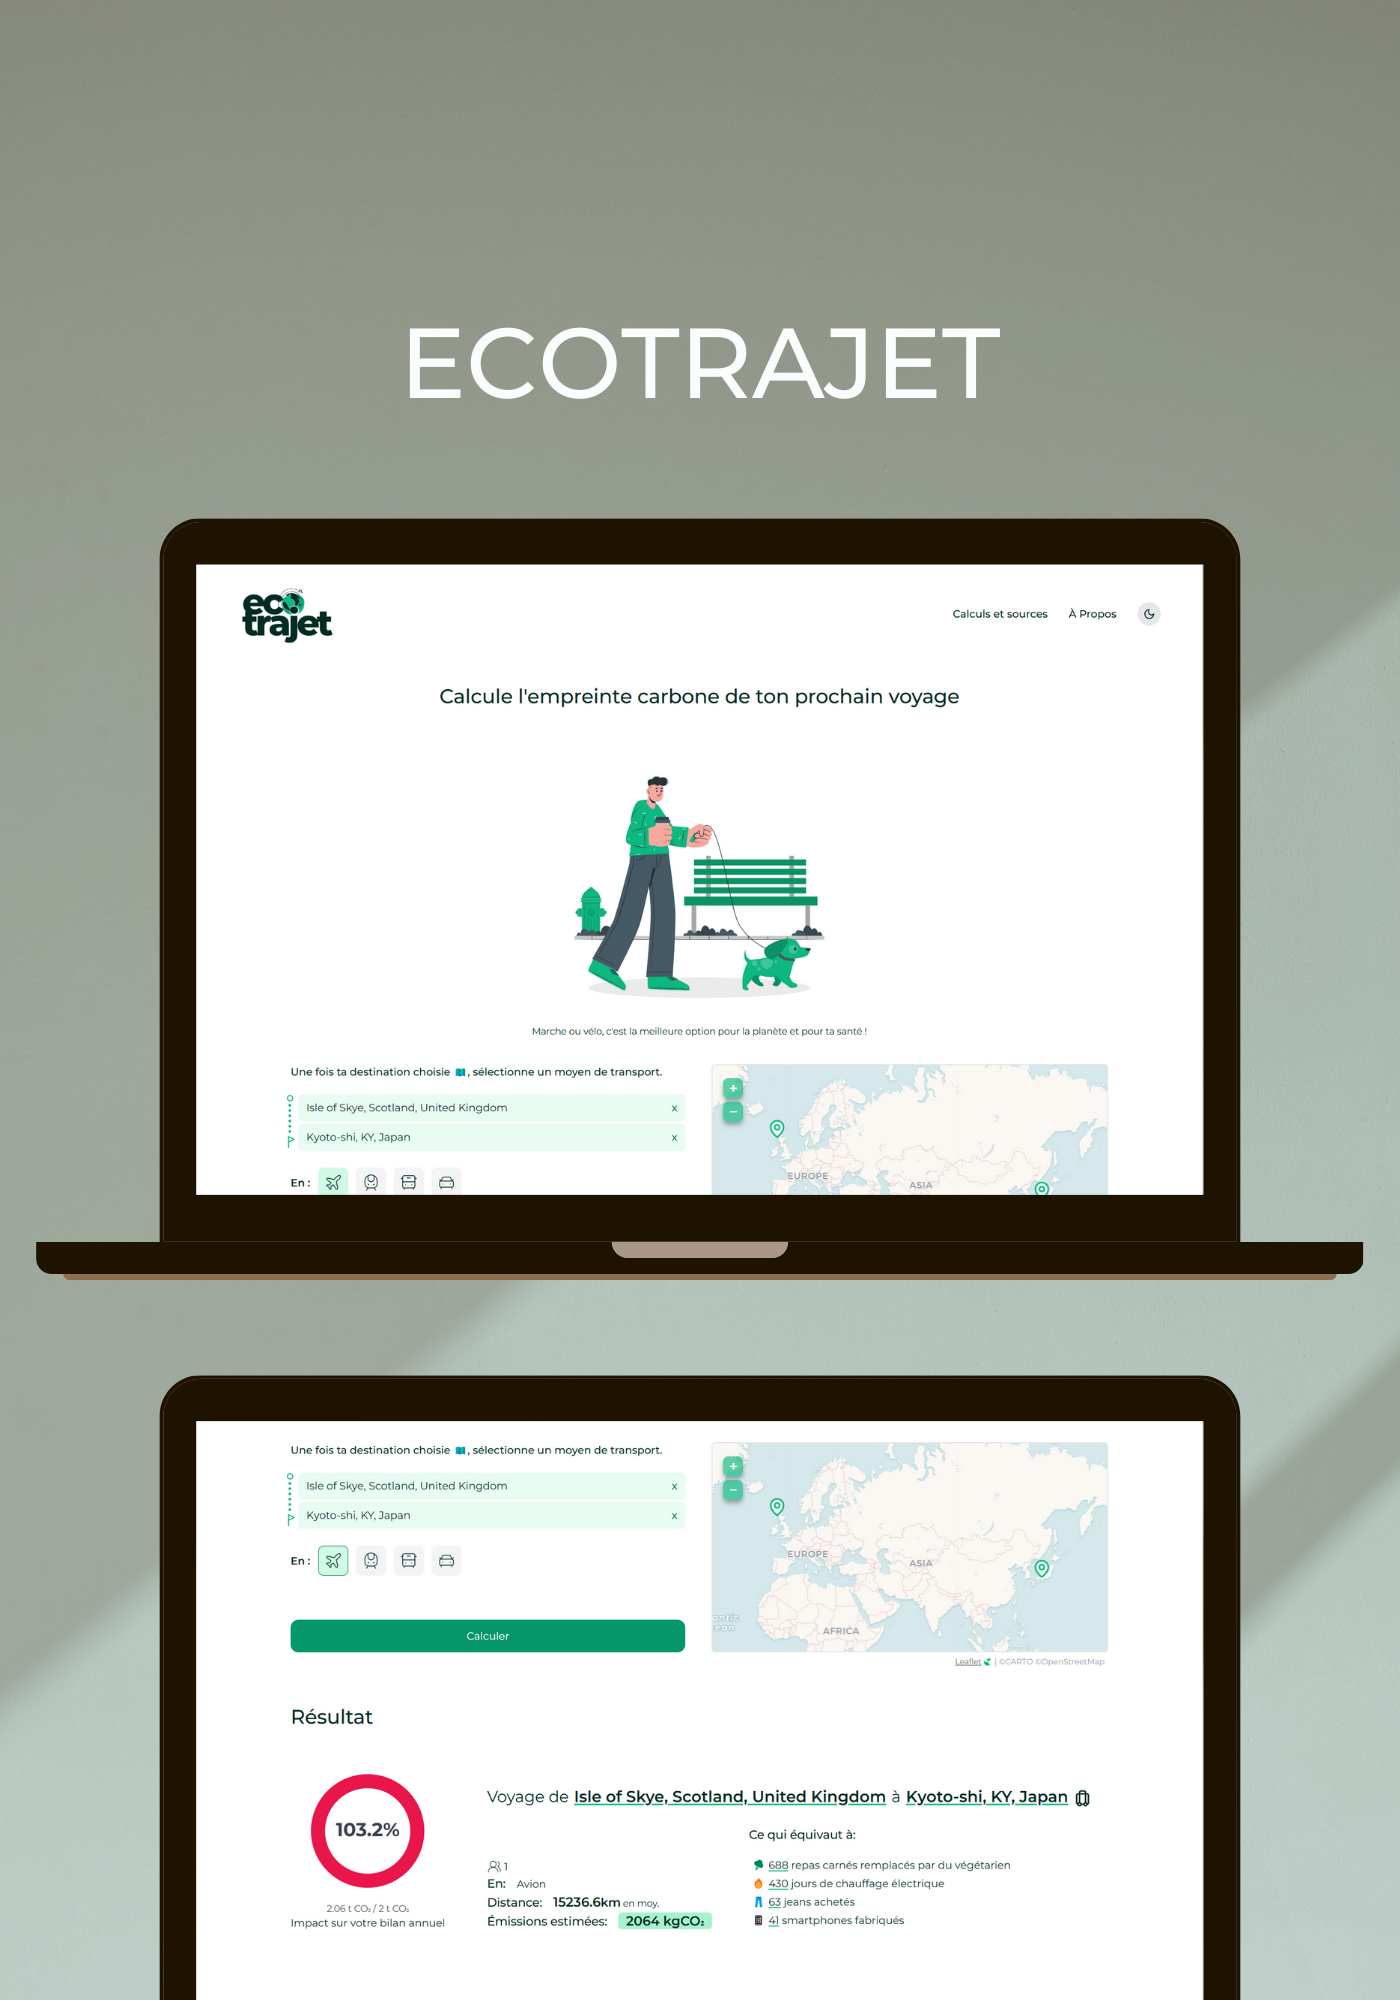 ECOTRAJET
eco
trajet
Calculs et sources
À Propos
Calcule l'empreinte carbone de ton prochain voyage
Marche ou vélo, c'est la meilleure option pour la planète et pour ta santé !
Une fois ta destination choisie , sélectionne un moyen de transport.
Isle of Skye, Scotland, United Kingdom x
Kyoto-shi, KY, Japan x
En :
+
−
EUROPE
ASIA
Une fois ta destination choisie , sélectionne un moyen de transport.
Isle of Skye, Scotland, United Kingdom x
Kyoto-shi, KY, Japan x
En :
Calculer
+
−
EUROPE
ASIA
AFRICA
Leaflet | ©CARTO ©OpenStreetMap
Résultat
103.2%
2.06 t CO₂ / 2 t CO₂
Impact sur votre bilan annuel
Voyage de Isle of Skye, Scotland, United Kingdom à Kyoto-shi, KY, Japan
1
En: Avion
Distance: 15236.6km en moy.
Émissions estimées: 2064 kgCO₂
Ce qui équivaut à:
688 repas carnés remplacés par du végétarien
430 jours de chauffage électrique
63 jeans achetés
41 smartphones fabriqués